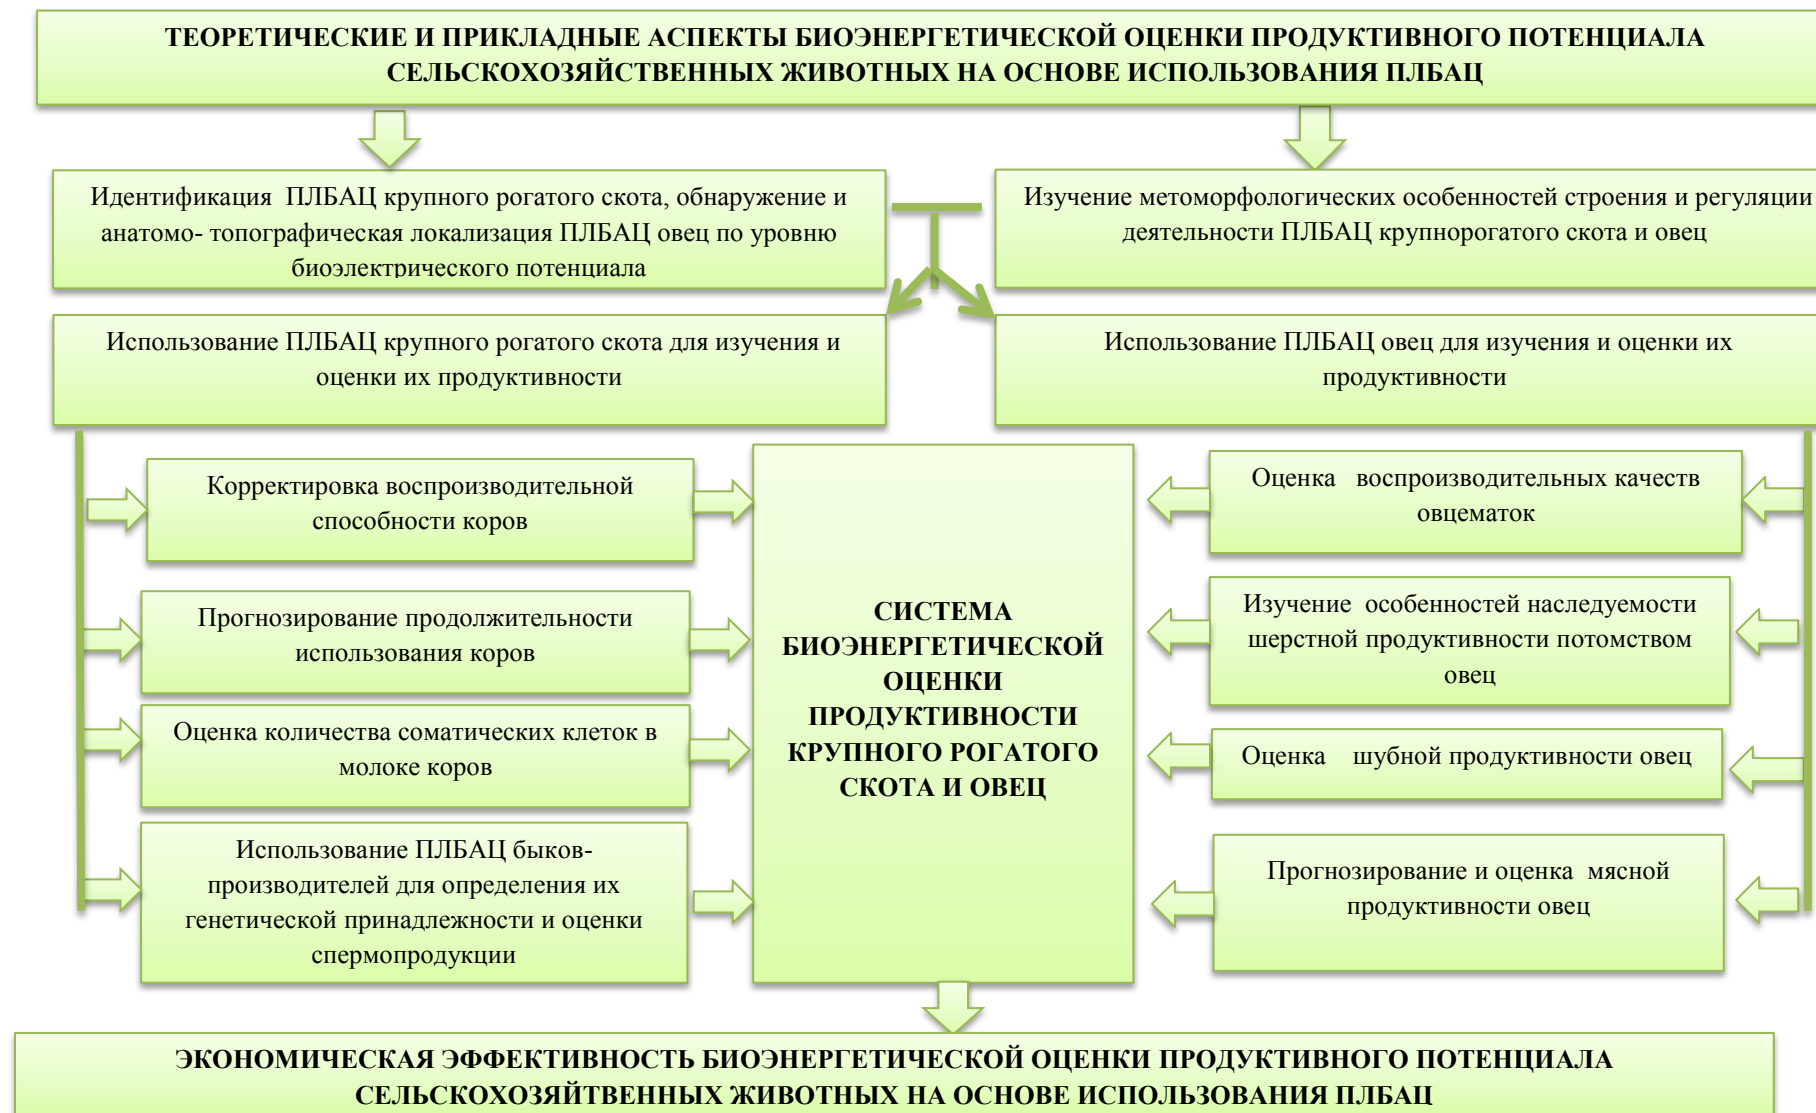 ТЕОРЕТИЧЕСКИЕ И ПРИКЛАДНЫЕ АСПЕКТЫ БИОЭНЕРГЕТИЧЕСКОЙ ОЦЕНКИ ПРОДУКТИВНОГО ПОТЕНЦИАЛА
СЕЛЬСКОХОЗЯЙСТВЕННЫХ ЖИВОТНЫХ НА ОСНОВЕ ИСПОЛЬЗОВАНИЯ ПЛБАЦ
Идентификация ПЛБАЦ крупного рогатого скота, обнаружение и
анатомо- топографическая локализация ПЛБАЦ овец по уровню
биоэлектрического потенциала
Изучение метоморфологических особенностей строения и регуляции
деятельности ПЛБАЦ крупнорогатого скота и овец
Использование ПЛБАЦ крупного рогатого скота для изучения и
оценки их продуктивности
Использование ПЛБАЦ овец для изучения и оценки их
продуктивности
Корректировка воспроизводительной
способности коров
Прогнозирование продолжительности
использования коров
Оценка количества соматических клеток в
молоке коров
Использование ПЛБАЦ быков-
производителей для определения их
генетической принадлежности и оценки
спермопродукции
СИСТЕМА
БИОЭНЕРГЕТИЧЕСКОЙ
ОЦЕНКИ
ПРОДУКТИВНОСТИ
КРУПНОГО РОГАТОГО
СКОТА И ОВЕЦ
Оценка воспроизводительных качеств
овцематок
Изучение особенностей наследуемости
шерстной продуктивности потомством
овец
Оценка шубной продуктивности овец
Прогнозирование и оценка мясной
продуктивности овец
ЭКОНОМИЧЕСКАЯ ЭФФЕКТИВНОСТЬ БИОЭНЕРГЕТИЧЕСКОЙ ОЦЕНКИ ПРОДУКТИВНОГО ПОТЕНЦИАЛА
СЕЛЬСКОХОЗЯЙТВЕННЫХ ЖИВОТНЫХ НА ОСНОВЕ ИСПОЛЬЗОВАНИЯ ПЛБАЦ